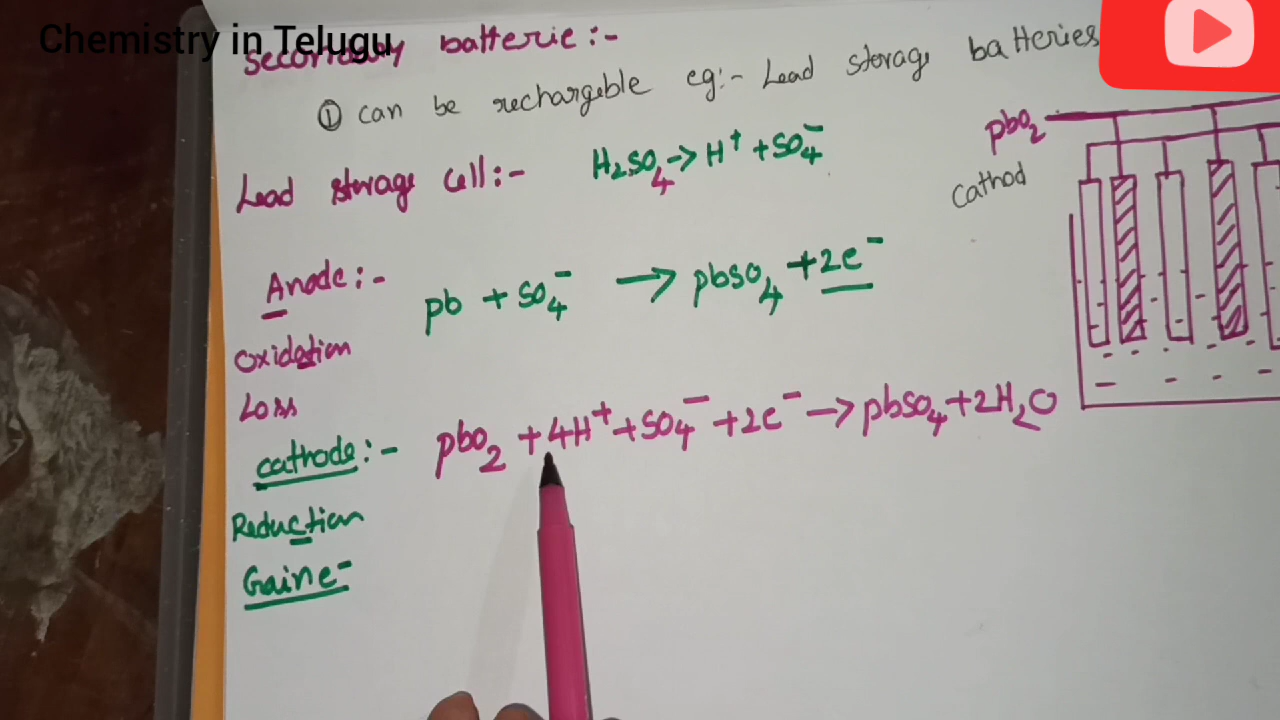 Chemistry in Telugu
Secondary batterie :-
① can be rechargeble eg:- Lead storage batteries
Lead storage cell :- H₂SO₄ → H⁺ + SO₄⁻
pbo₂
Cathod
Anode :- pb + SO₄⁻ → pbso₄ + 2e⁻
Oxidation
Loss
cathode :- pbo₂ + 4H⁺ + SO₄⁻ + 2e⁻ → pbso₄ + 2H₂O
Reduction
Gaine⁻